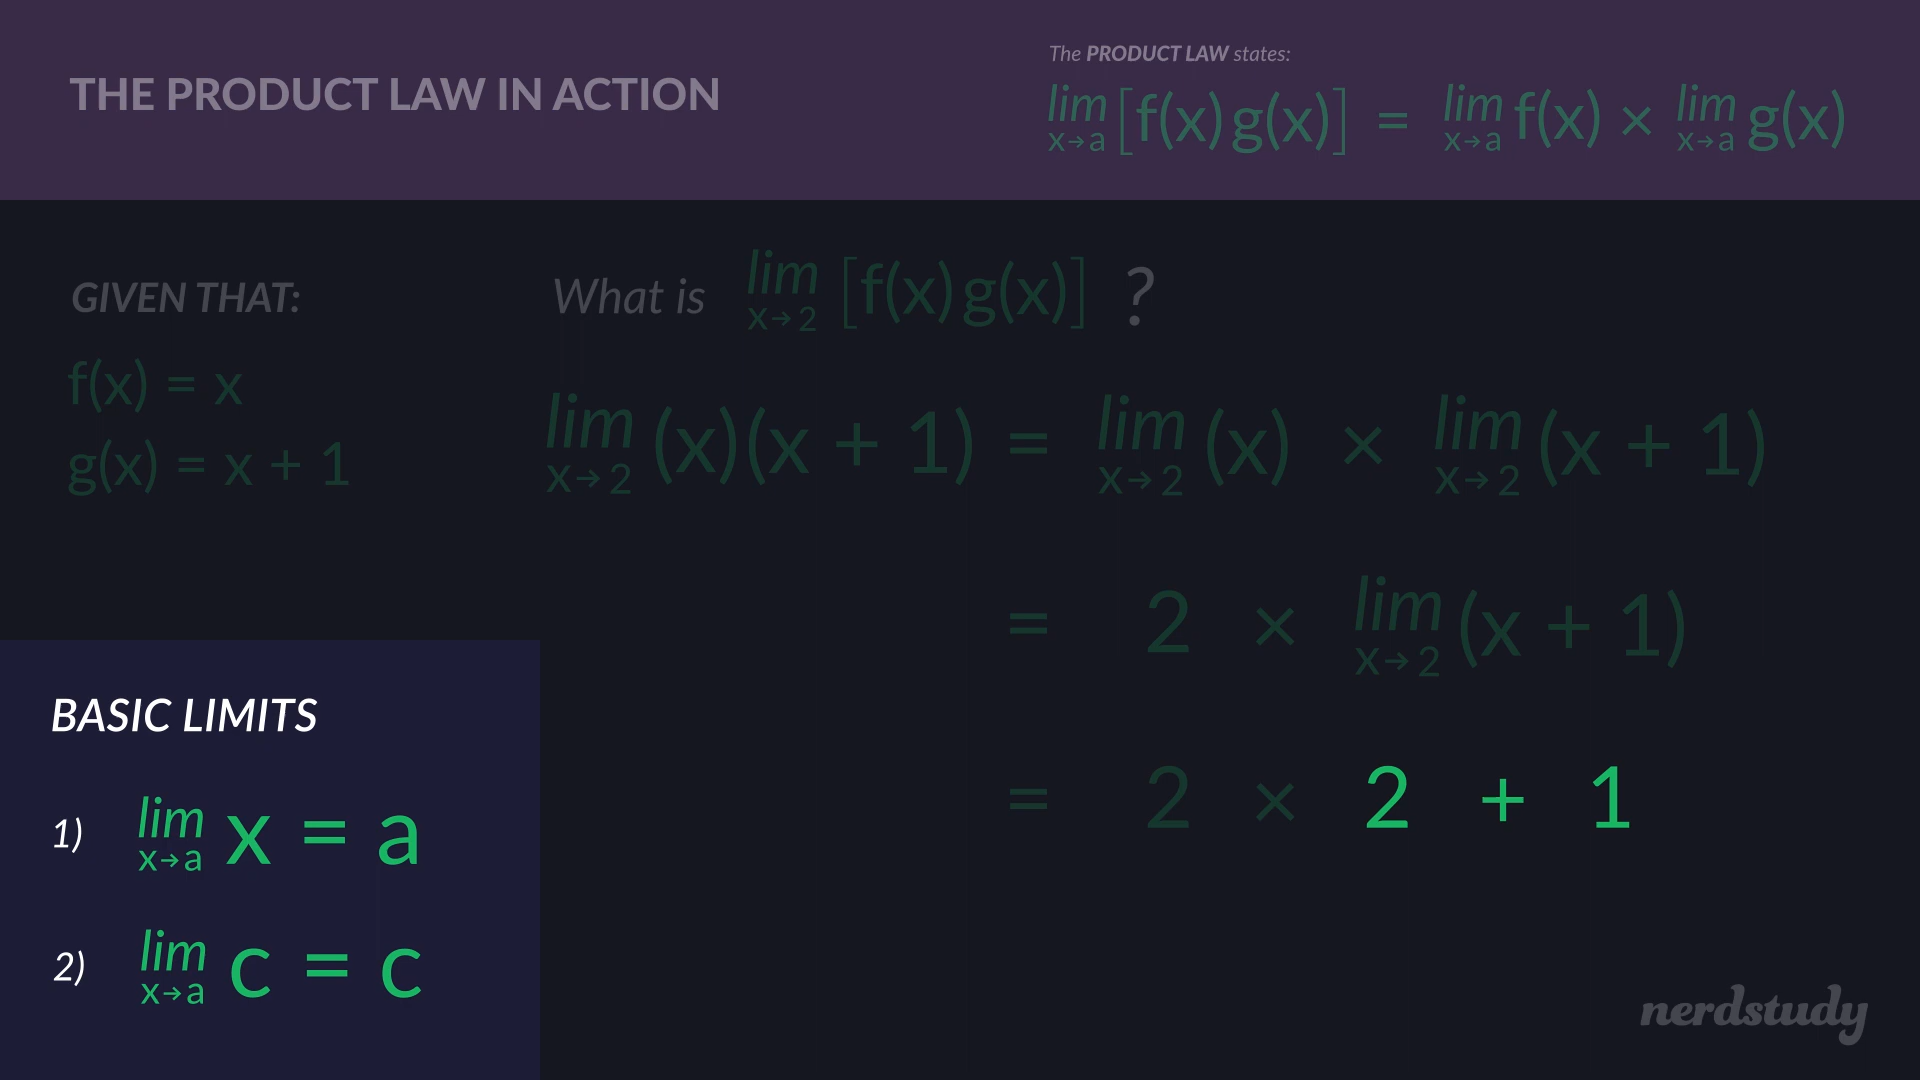 THE PRODUCT LAW IN ACTION
The PRODUCT LAW states:
lim x→a [f(x) g(x)] = lim x→a f(x) × lim x→a g(x)
GIVEN THAT:
f(x) = x
g(x) = x + 1
What is lim x→2 [f(x) g(x)] ?
lim x→2 (x)(x + 1) = lim x→2 (x) × lim x→2 (x + 1)
= 2 × lim x→2 (x + 1)
= 2 × 2 + 1
BASIC LIMITS
1) lim x→a x = a
2) lim x→a c = c
nerdstudy